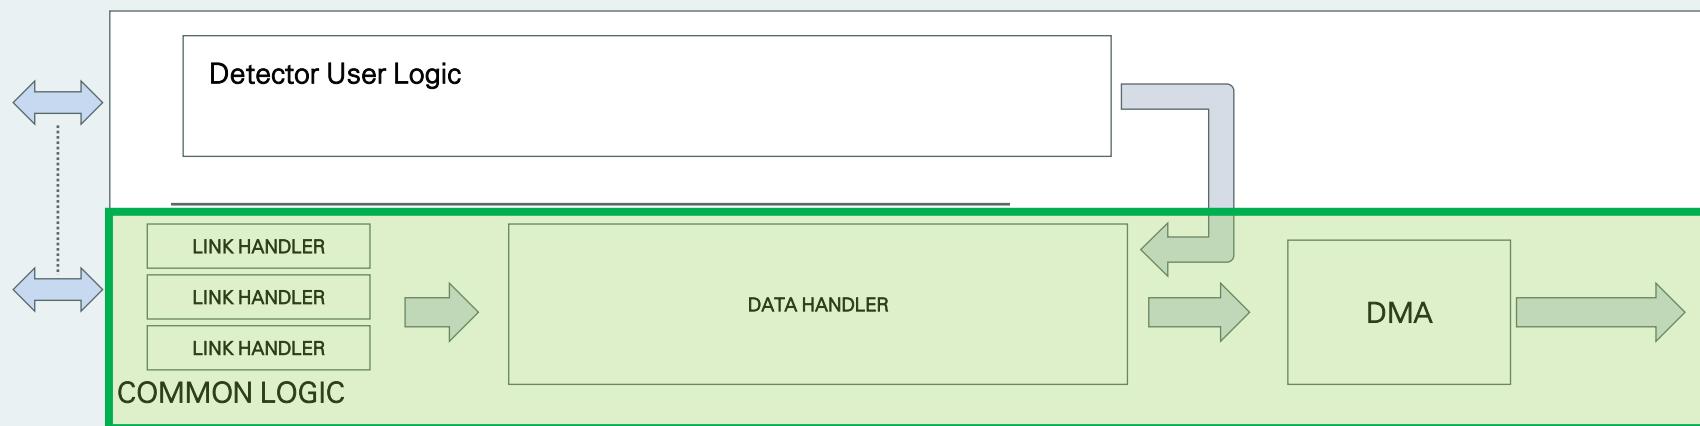 Detector User Logic
LINK HANDLER
LINK HANDLER
LINK HANDLER
DATA HANDLER
DMA
COMMON LOGIC